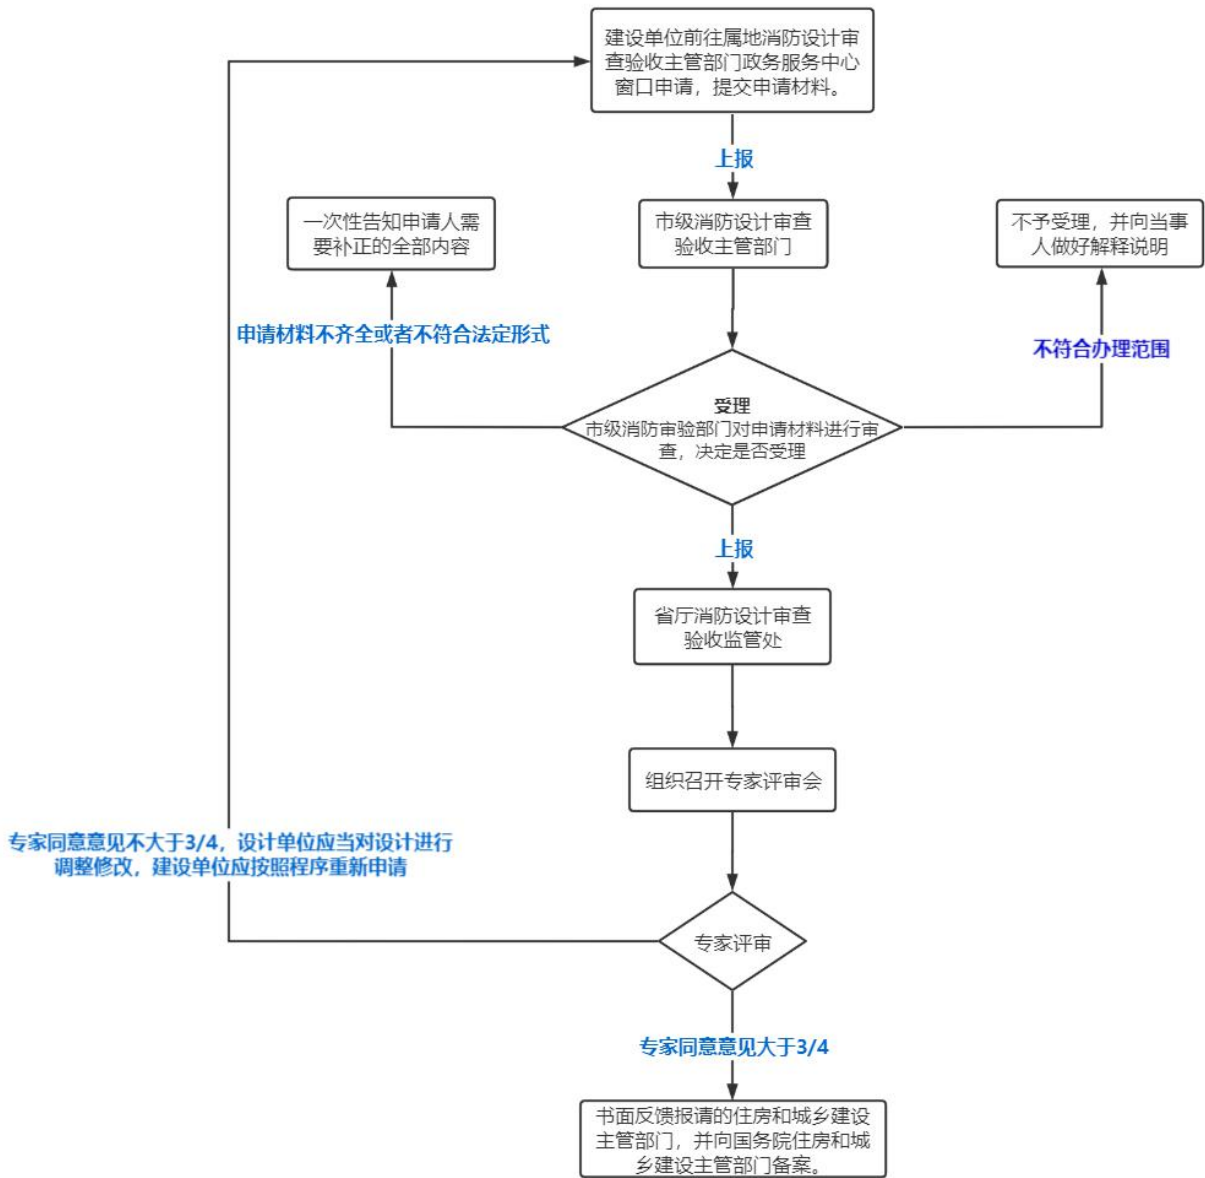 建设单位前往属地消防设计审
查验收主管部门政务服务中心
窗口申请，提交申请材料。
上报
一次性告知申请人需
要补正的全部内容
市级消防设计审查
验收主管部门
不予受理，并向当事
人做好解释说明
申请材料不齐全或者不符合法定形式
不符合办理范围
受理
市级消防审验部门对申请材料进行审
查，决定是否受理
上报
省厅消防设计审查
验收监管处
组织召开专家评审会
专家同意意见不大于3/4，设计单位应当对设计进行
调整修改，建设单位应按照程序重新申请
专家评审
专家同意意见大于3/4
书面反馈报请的住房和城乡建设
主管部门，并向国务院住房和城
乡建设主管部门备案。